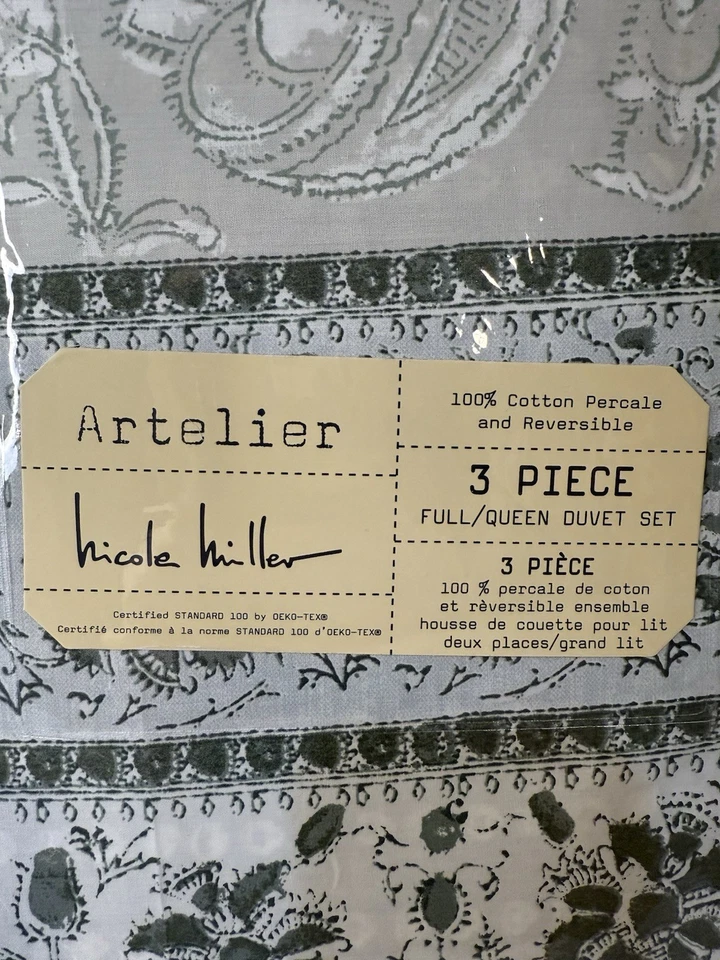 Artelier
Nicole Miller
Certified STANDARD 100 by OEKO-TEX®
Certifié conforme à la norme STANDARD 100 d'OEKO-TEX®
100% Cotton Percale
and Reversible
3 PIECE
FULL/QUEEN DUVET SET
3 PIÈCE
100 % percale de coton
et rèversible ensemble
housse de couette pour lit
deux places/grand lit